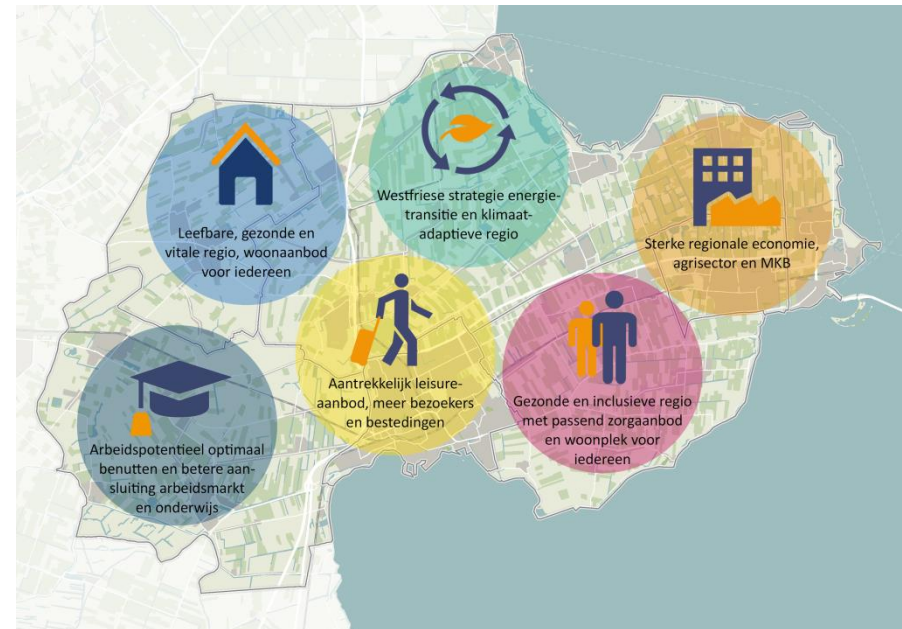 Leefbare, gezonde en
vitale regio, woonaanbod
voor iedereen
Westfriese strategie energie-
transitie en klimaat-
adaptieve regio
Sterke regionale economie,
agrisector en MKB
Arbeidspotentieel optimaal
benutten en betere aan-
sluiting arbeidsmarkt
en onderwijs
Aantrekkelijk leisure-
aanbod, meer bezoekers
en bestedingen
Gezonde en inclusieve regio
met passend zorgaanbod
en woonplek voor
iedereen